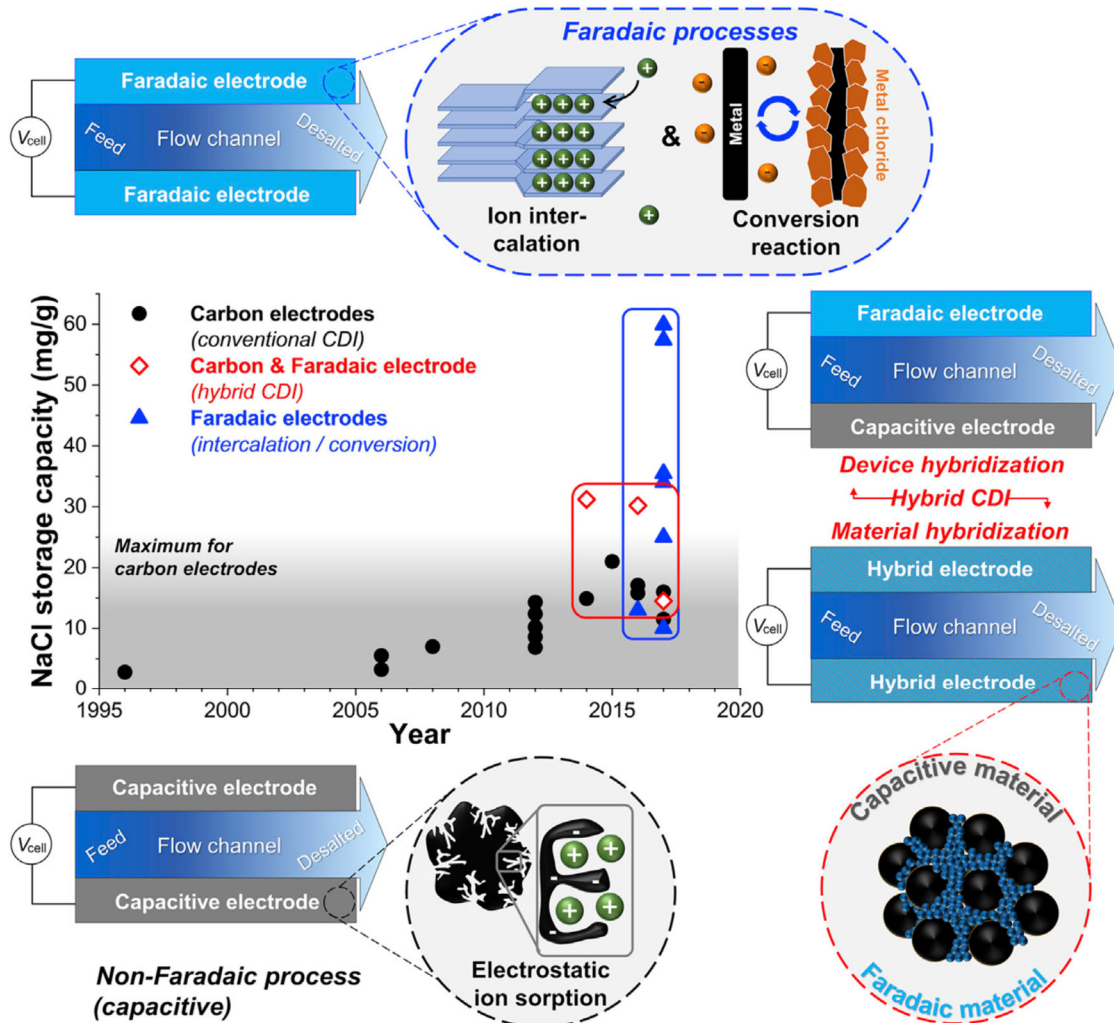 Faradaic electrode
V cell
Feed
Flow channel
Desalted
Faradaic electrode
Faradaic processes
+
+ + +
+ + +
+ + +
+ + +
+
Ion inter-
calation
&
-
-
-
-
Metal
Metal chloride
Conversion
reaction
NaCl storage capacity (mg/g)
60
50
40
30
20
10
0
Carbon electrodes
(conventional CDI)
Carbon & Faradaic electrode
(hybrid CDI)
Faradaic electrodes
(intercalation / conversion)
Maximum for
carbon electrodes
1995 2000 2005 2010 2015 2020
Year
Faradaic electrode
V cell
Feed
Flow channel
Desalted
Capacitive electrode
Device hybridization
Hybrid CDI
Material hybridization
Hybrid electrode
V cell
Feed
Flow channel
Desalted
Hybrid electrode
Capacitive material
Faradaic material
Capacitive electrode
V cell
Feed
Flow channel
Desalted
Capacitive electrode
Non-Faradaic process
(capacitive)
+ +
+ +
Electrostatic
ion sorption